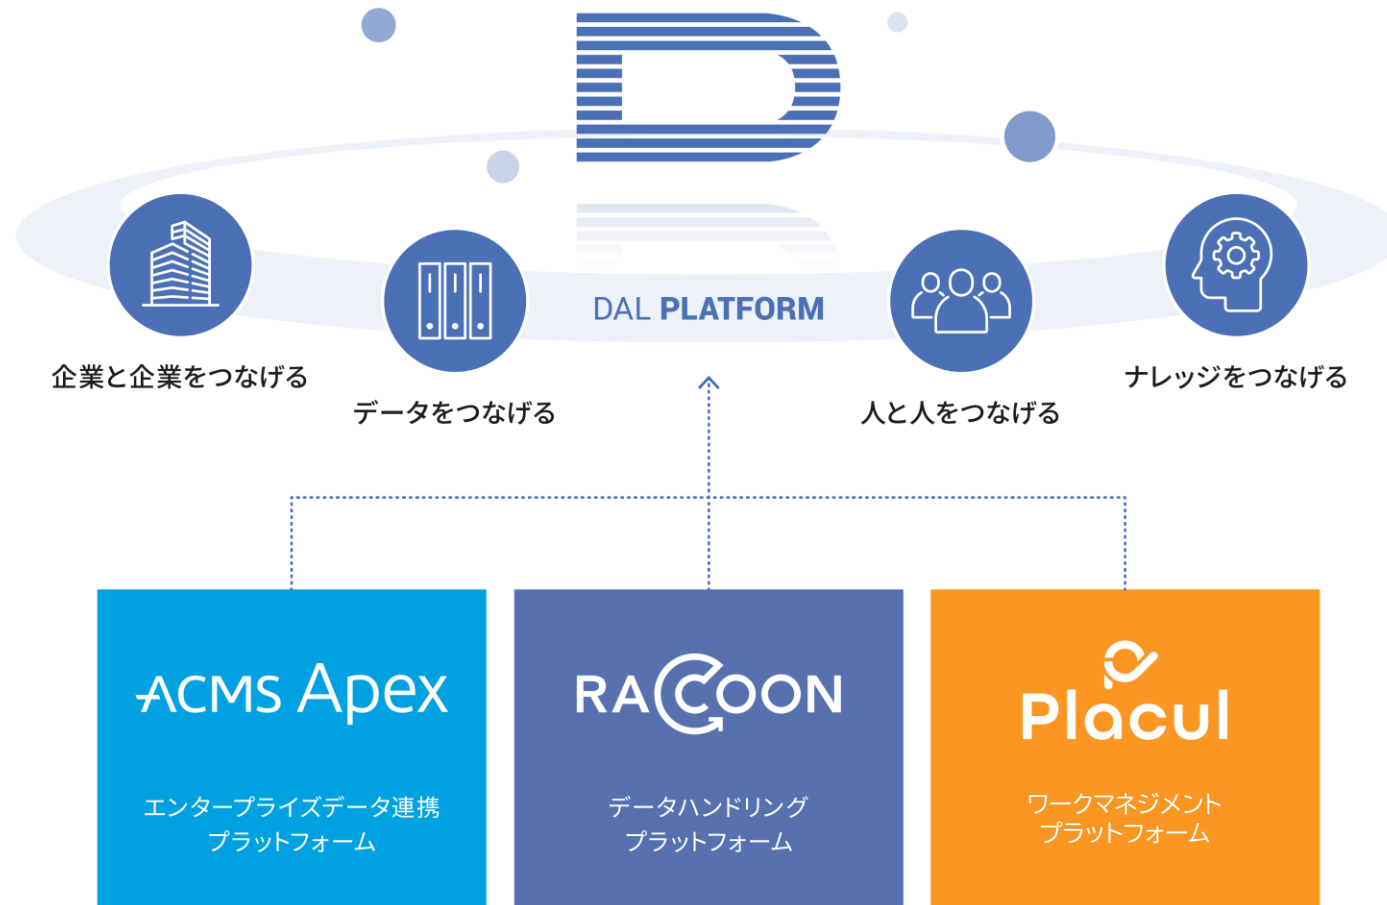 DAL PLATFORM
企業と企業をつなげる
データをつなげる
人と人をつなげる
ナレッジをつなげる
ACMS Apex
エンタープライズデータ連携
プラットフォーム
RACCOON
データハンドリング
プラットフォーム
Placul
ワークマネジメント
プラットフォーム